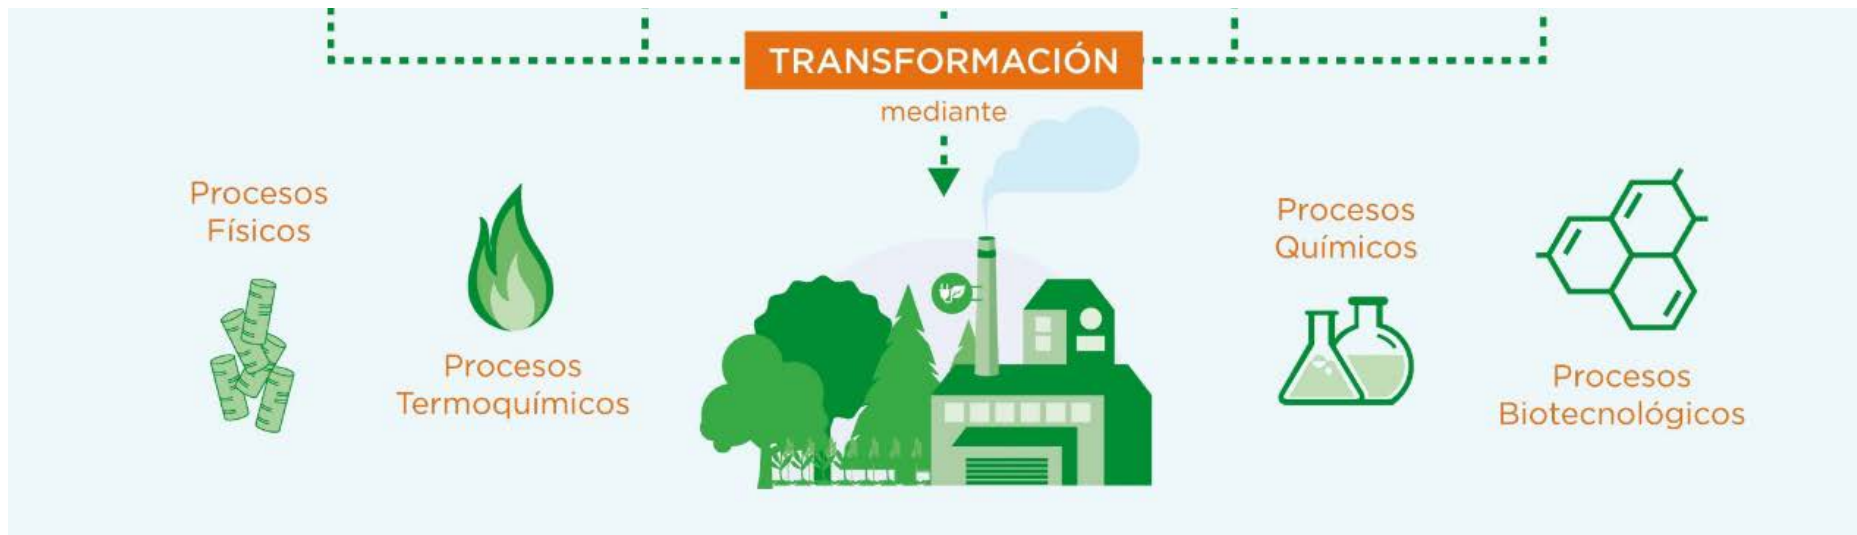 TRANSFORMACIÓN
mediante
Procesos
Físicos
Procesos
Termoquímicos
Procesos
Químicos
Procesos
Biotecnológicos